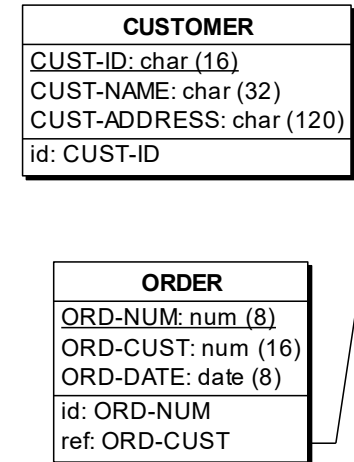 CUSTOMER
CUST-ID: char (16)
CUST-NAME: char (32)
CUST-ADDRESS: char (120)
id: CUST-ID
ORDER
ORD-NUM: num (8)
ORD-CUST: num (16)
ORD-DATE: date (8)
id: ORD-NUM
ref: ORD-CUST